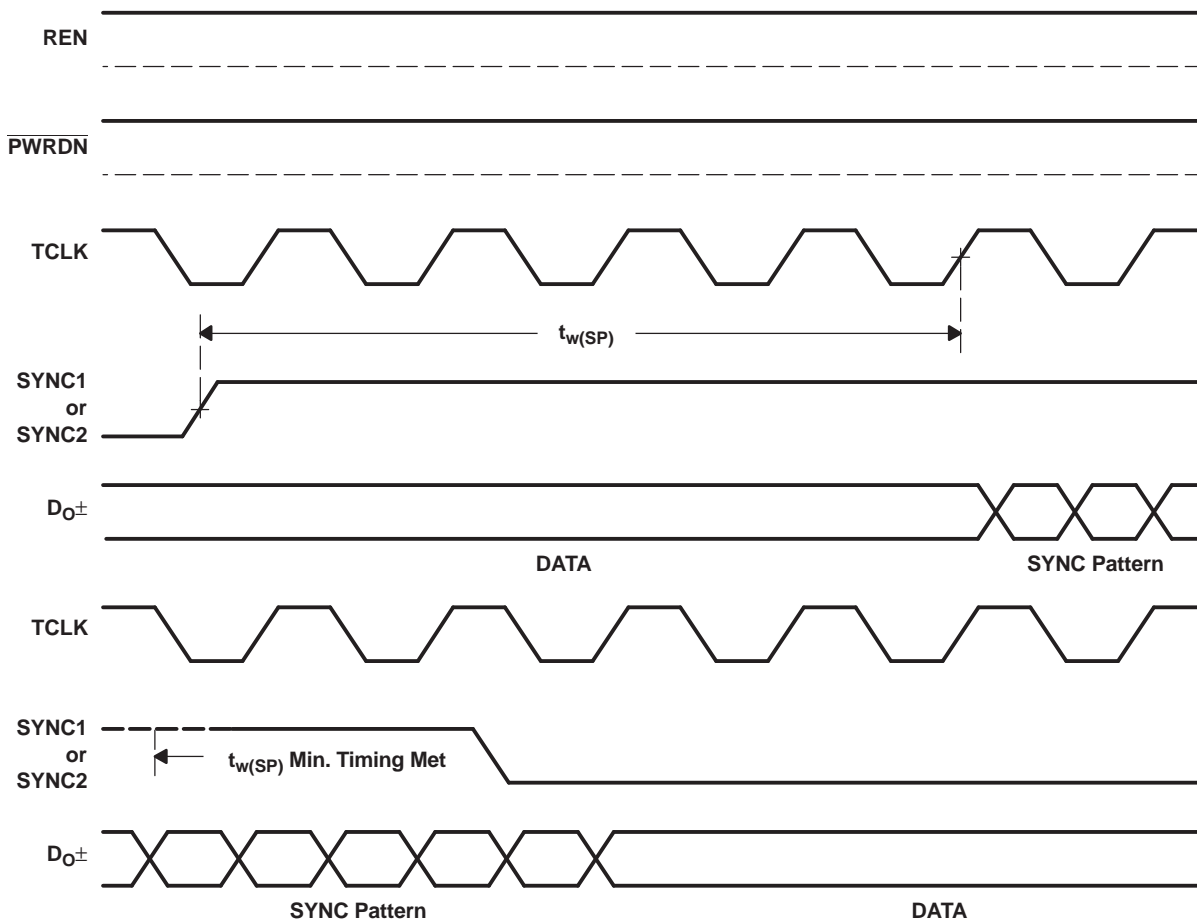 REN
PWRDN
TCLK
tw(SP)
SYNC1
or
SYNC2
DO±
DATA SYNC Pattern
TCLK
SYNC1
or
SYNC2
tw(SP) Min. Timing Met
DO±
SYNC Pattern DATA